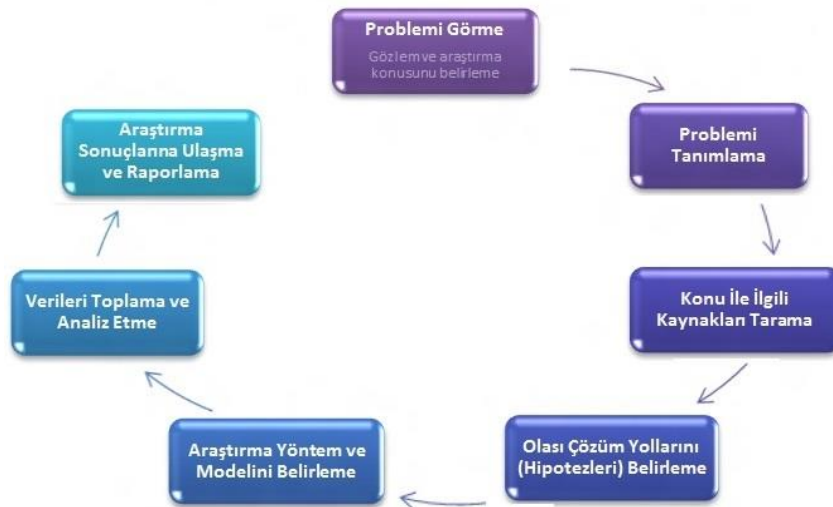 Problemi Görme
Gözlem ve araştırma
konusunu belirleme
Problemi
Tanımlama
Konu İle İlgili
Kaynakları Tarama
Olası Çözüm Yollarını
(Hipotezleri) Belirleme
Araştırma Yöntem ve
Modelini Belirleme
Verileri Toplama ve
Analiz Etme
Araştırma
Sonuçlarına Ulaşma
ve Raporlama